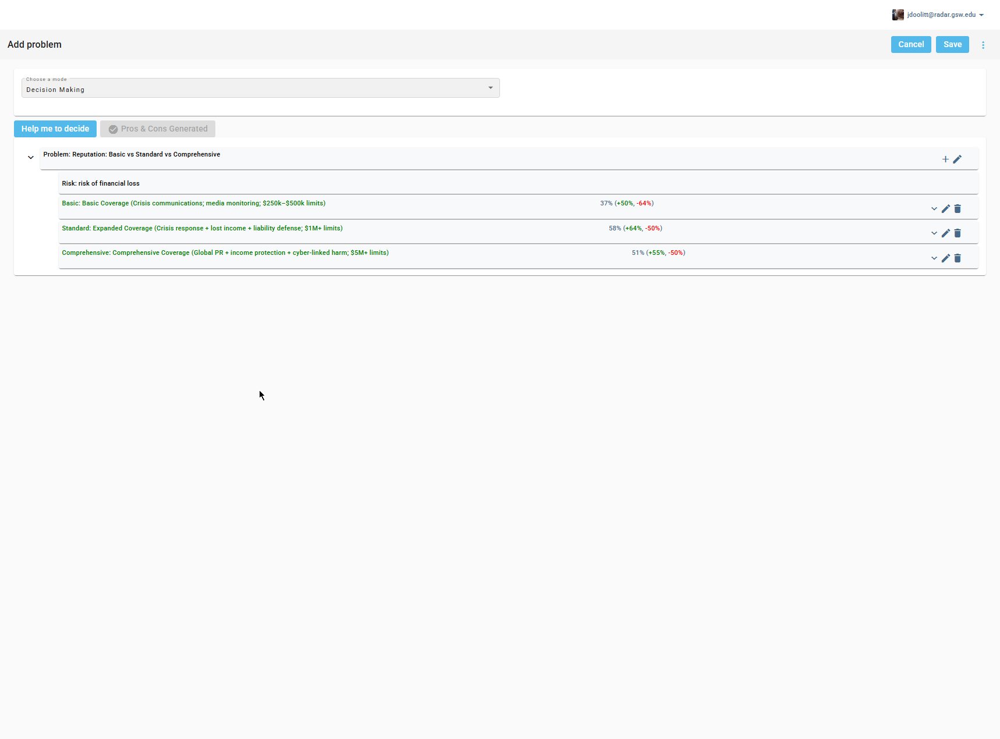 jdoolitt@radar.gsw.edu
Add problem
Cancel
Save
Choose a mode
Decision Making
Help me to decide
Pros & Cons Generated
Problem: Reputation: Basic vs Standard vs Comprehensive
Risk: risk of financial loss
Basic: Basic Coverage (Crisis communications; media monitoring; $250k–$500k limits) 37% (+50%, -64%)
Standard: Expanded Coverage (Crisis response + lost income + liability defense; $1M+ limits) 58% (+64%, -50%)
Comprehensive: Comprehensive Coverage (Global PR + income protection + cyber-linked harm; $5M+ limits) 51% (+55%, -50%)